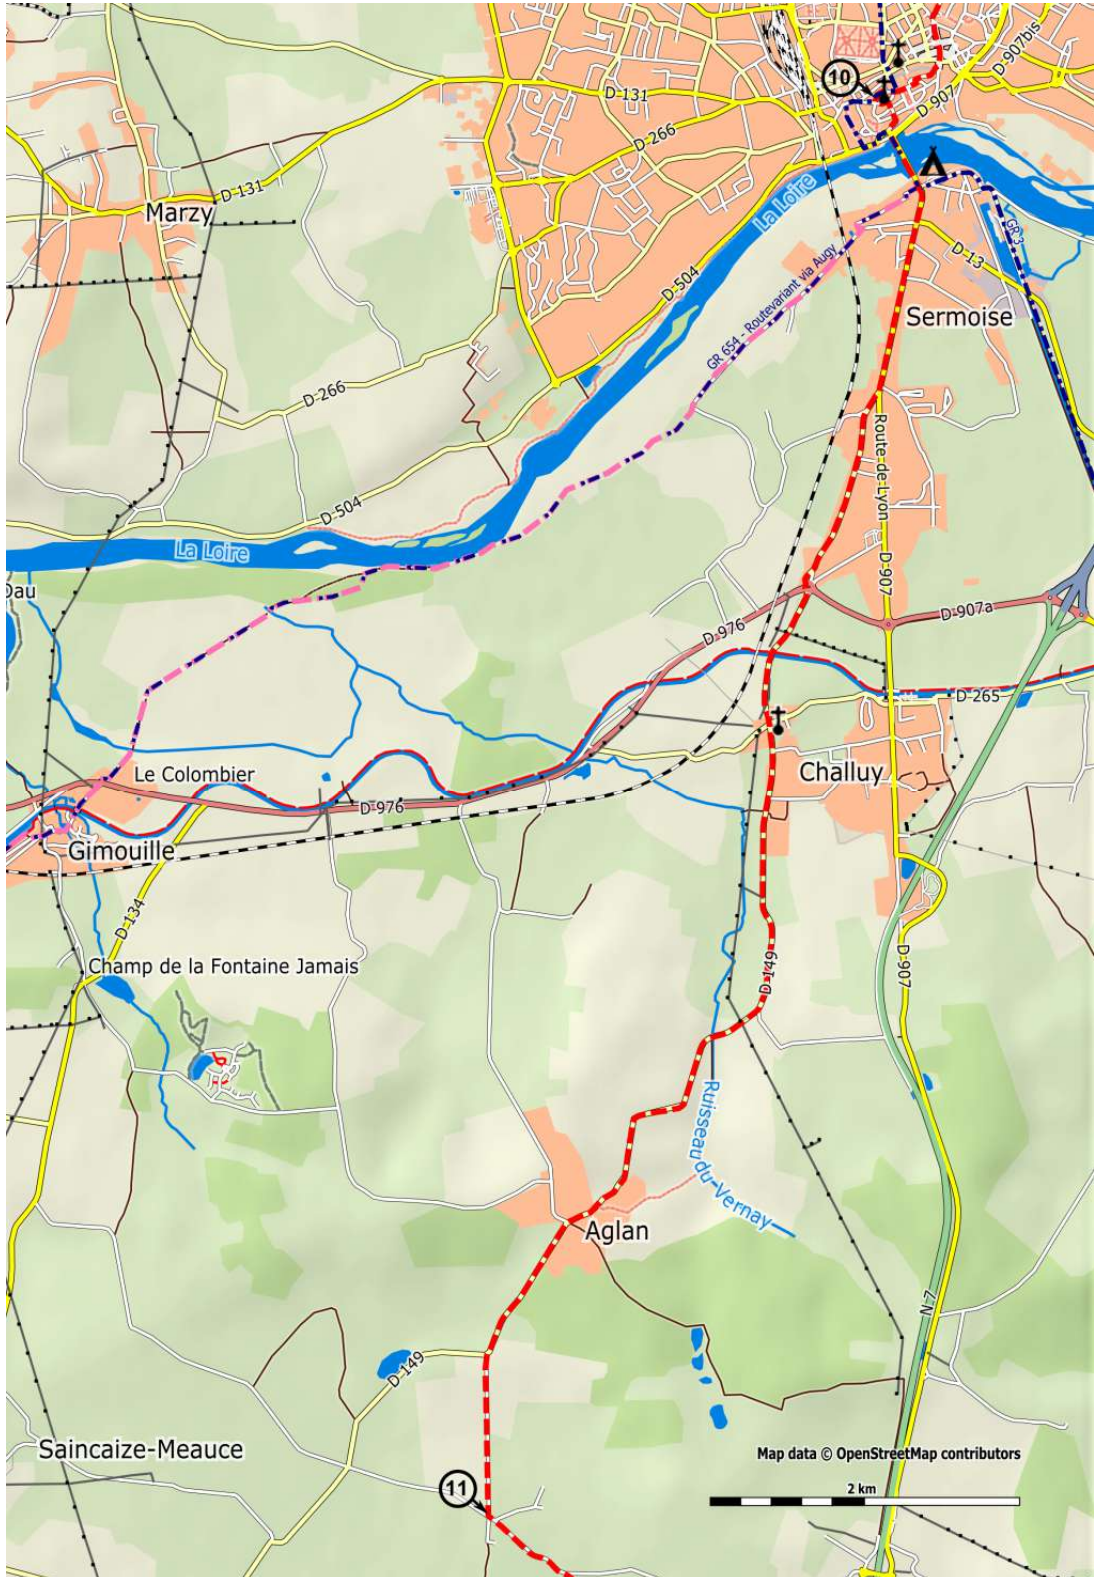 D 907bis
10
D 131
D 907
D 266
D 131
Marzy
La Loire
GR 3
D 13
D 504
GR 654 - Routevariant via Augy
Sermoise
D 266
Route de Lyon
D 504
La Loire
D 907
D 907a
D 976
D 265
Le Colombier
Challuy
D 976
Gimouille
D 134
D 149
D 907
Champ de la Fontaine Jamais
Ruisseau du Vernay
Aglan
N 7
D 149
Saincaize-Meauce
Map data © OpenStreetMap contributors
11
2 km